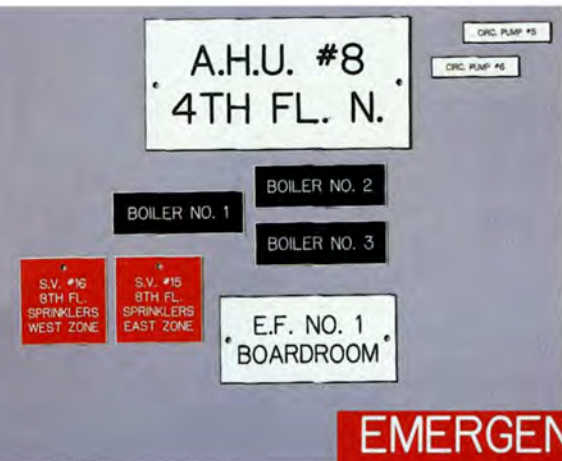 A.H.U. #8
4TH FL. N.
CIRC. PUMP #5
CIRC. PUMP #6
BOILER NO. 1
BOILER NO. 2
BOILER NO. 3
S.V. #16
8TH FL.
SPRINKLERS
WEST ZONE
S.V. #15
8TH FL.
SPRINKLERS
EAST ZONE
E.F. NO. 1
BOARDROOM
EMERGEN